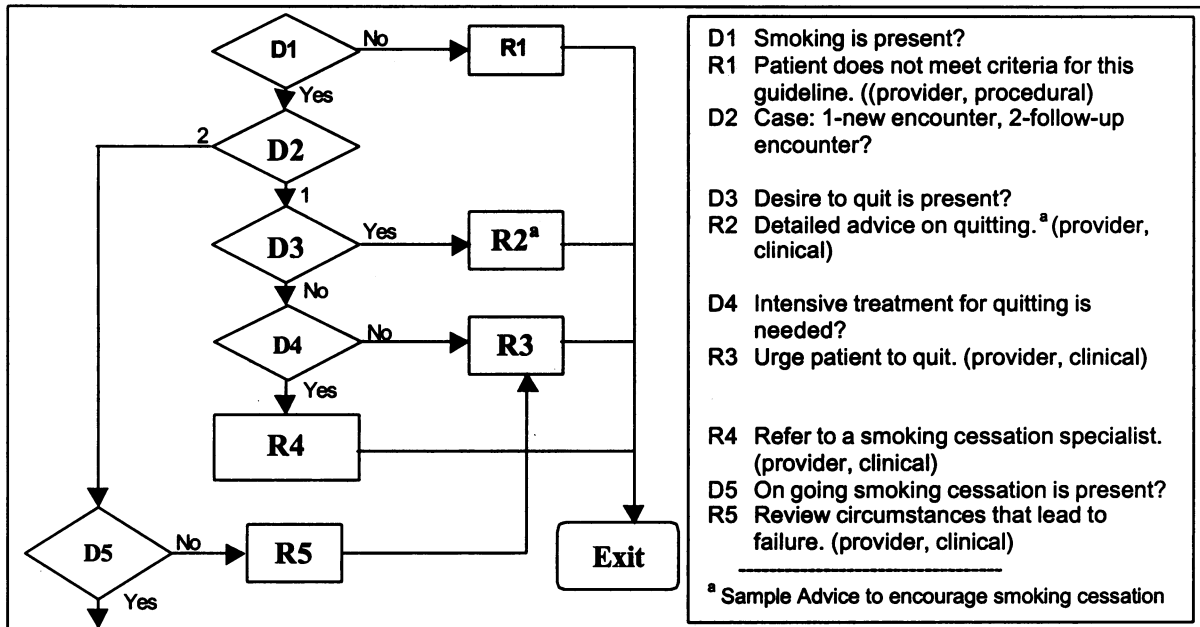 D1
No
R1
Yes
2
D2
1
D3
Yes
R2ᵃ
No
D4
No
R3
Yes
R4
D5
No
R5
Exit
Yes
D1 Smoking is present?
R1 Patient does not meet criteria for this
guideline. ((provider, procedural)
D2 Case: 1-new encounter, 2-follow-up
encounter?
D3 Desire to quit is present?
R2 Detailed advice on quitting.ᵃ (provider,
clinical)
D4 Intensive treatment for quitting is
needed?
R3 Urge patient to quit. (provider, clinical)
R4 Refer to a smoking cessation specialist.
(provider, clinical)
D5 On going smoking cessation is present?
R5 Review circumstances that lead to
failure. (provider, clinical)
ᵃ Sample Advice to encourage smoking cessation